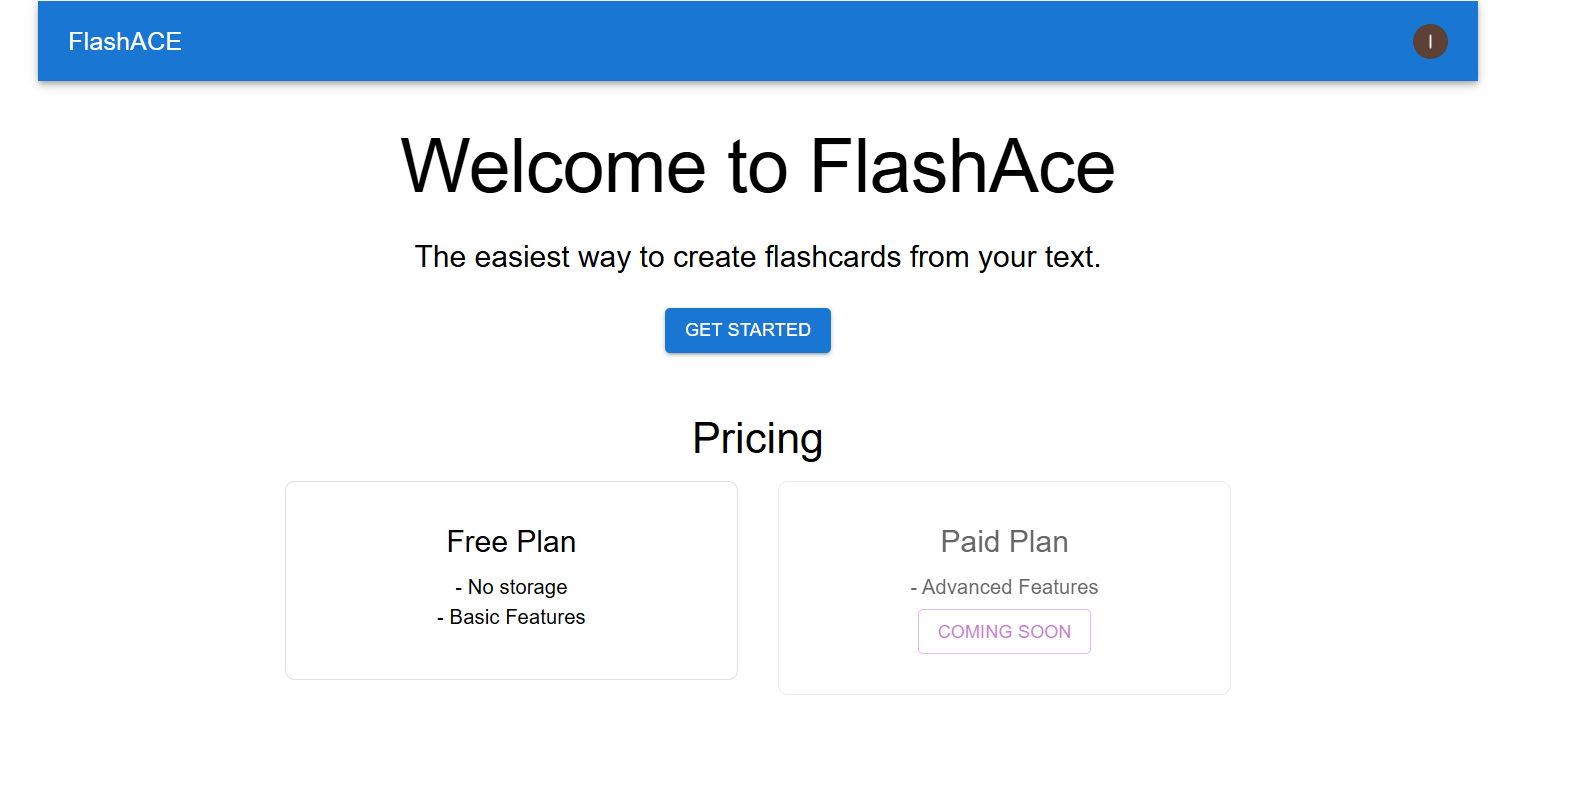 FlashACE
I
Welcome to FlashAce
The easiest way to create flashcards from your text.
GET STARTED
Pricing
Free Plan
- No storage
- Basic Features
Paid Plan
- Advanced Features
COMING SOON